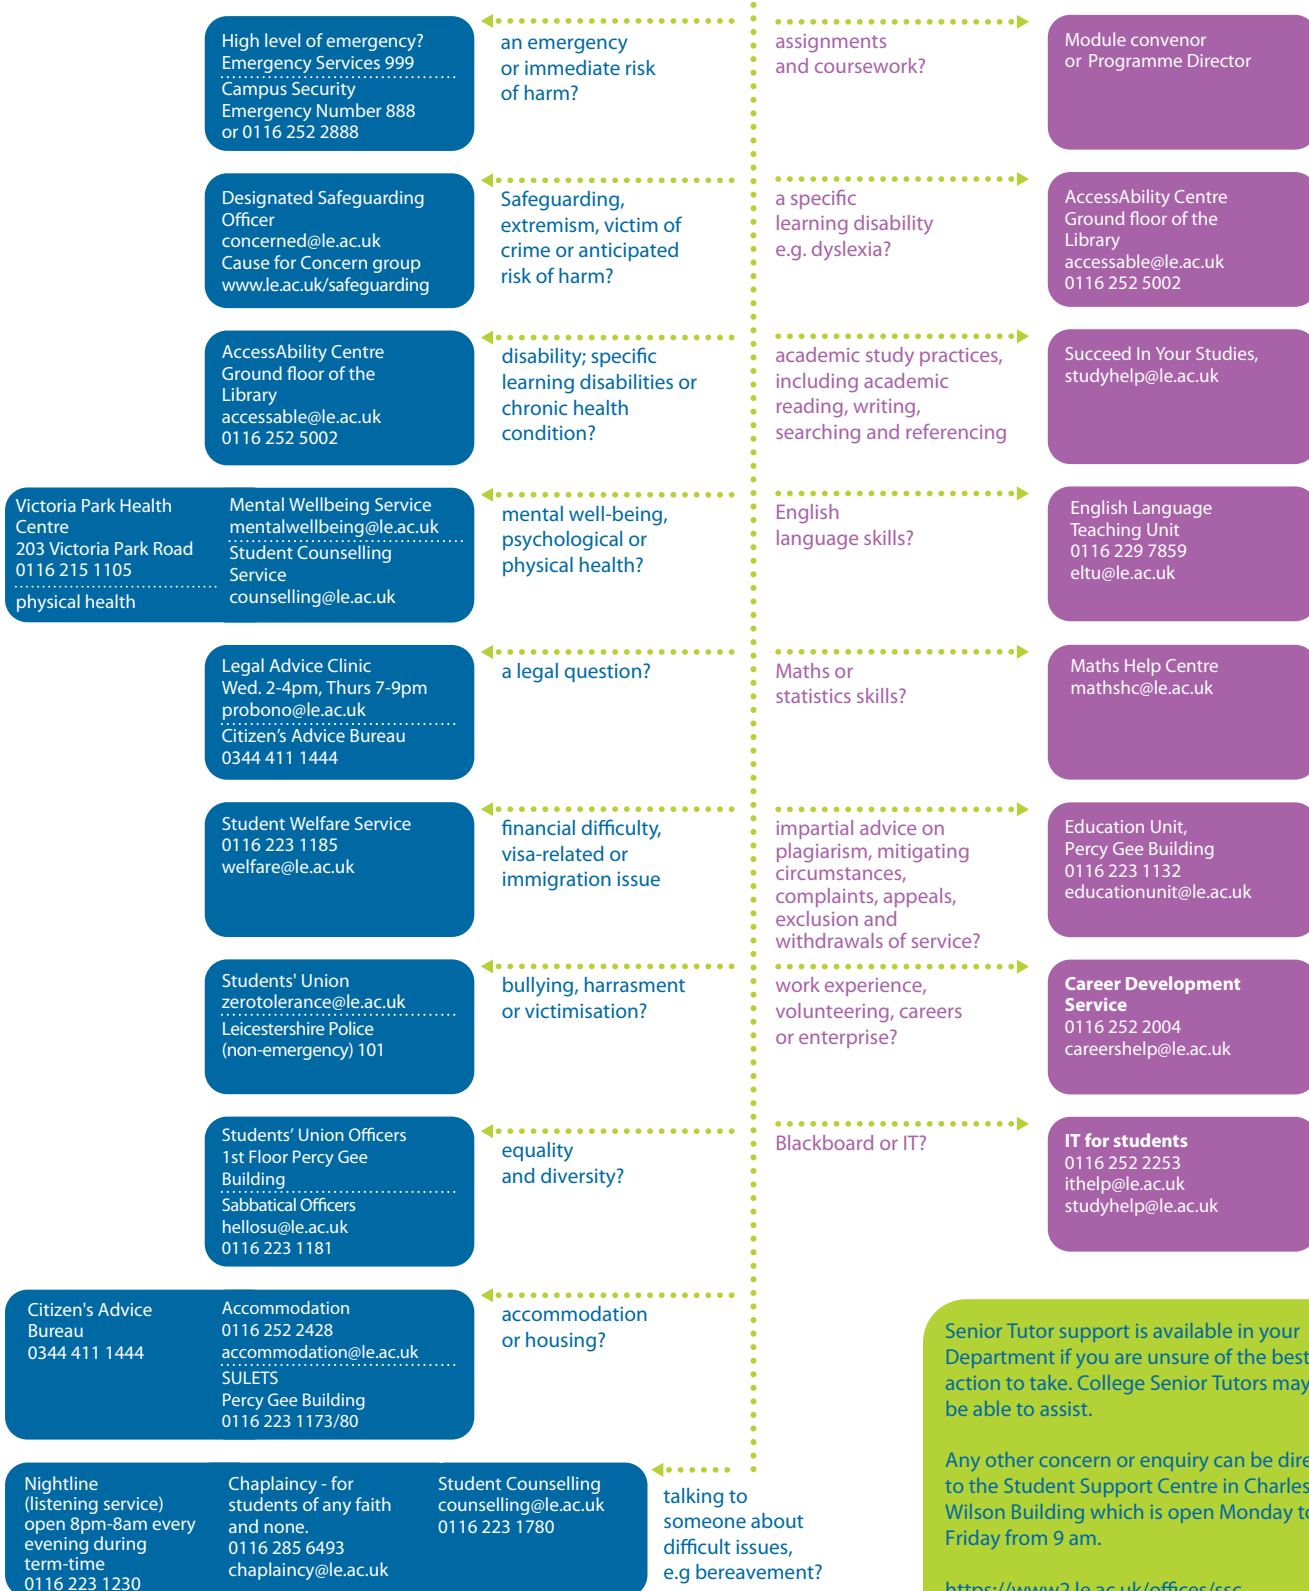 High level of emergency?
Emergency Services 999
Campus Security
Emergency Number 888
or 0116 252 2888
an emergency
or immediate risk
of harm?
assignments
and coursework?
Module convenor
or Programme Director
Designated Safeguarding
Officer
concerned@le.ac.uk
Cause for Concern group
www.le.ac.uk/safeguarding
Safeguarding,
extremism, victim of
crime or anticipated
risk of harm?
a specific
learning disability
e.g. dyslexia?
AccessAbility Centre
Ground floor of the
Library
accessable@le.ac.uk
0116 252 5002
AccessAbility Centre
Ground floor of the
Library
accessable@le.ac.uk
0116 252 5002
disability; specific
learning disabilities or
chronic health
condition?
academic study practices,
including academic
reading, writing,
searching and referencing
Succeed In Your Studies,
studyhelp@le.ac.uk
Victoria Park Health
Centre
203 Victoria Park Road
0116 215 1105
physical health
Mental Wellbeing Service
mentalwellbeing@le.ac.uk
Student Counselling
Service
counselling@le.ac.uk
mental well-being,
psychological or
physical health?
English
language skills?
English Language
Teaching Unit
0116 229 7859
eltu@le.ac.uk
Legal Advice Clinic
Wed. 2-4pm, Thurs 7-9pm
probono@le.ac.uk
Citizen's Advice Bureau
0344 411 1444
a legal question?
Maths or
statistics skills?
Maths Help Centre
mathshc@le.ac.uk
Student Welfare Service
0116 223 1185
welfare@le.ac.uk
financial difficulty,
visa-related or
immigration issue
impartial advice on
plagiarism, mitigating
circumstances,
complaints, appeals,
exclusion and
withdrawals of service?
Education Unit,
Percy Gee Building
0116 223 1132
educationunit@le.ac.uk
Students' Union
zerotolerance@le.ac.uk
Leicestershire Police
(non-emergency) 101
bullying, harrasment
or victimisation?
work experience,
volunteering, careers
or enterprise?
Career Development
Service
0116 252 2004
careershelp@le.ac.uk
Students' Union Officers
1st Floor Percy Gee
Building
Sabbatical Officers
hellosu@le.ac.uk
0116 223 1181
equality
and diversity?
Blackboard or IT?
IT for students
0116 252 2253
ithelp@le.ac.uk
studyhelp@le.ac.uk
Citizen's Advice
Bureau
0344 411 1444
Accommodation
0116 252 2428
accommodation@le.ac.uk
SULETS
Percy Gee Building
0116 223 1173/80
accommodation
or housing?
Nightline
(listening service)
open 8pm-8am every
evening during
term-time
0116 223 1230
Chaplaincy - for
students of any faith
and none.
0116 285 6493
chaplaincy@le.ac.uk
Student Counselling
counselling@le.ac.uk
0116 223 1780
talking to
someone about
difficult issues,
e.g bereavement?
Senior Tutor support is available in your
Department if you are unsure of the best
action to take. College Senior Tutors may
be able to assist.
Any other concern or enquiry can be dire
to the Student Support Centre in Charles
Wilson Building which is open Monday to
Friday from 9 am.
https://www2.le.ac.uk/offices/ssc